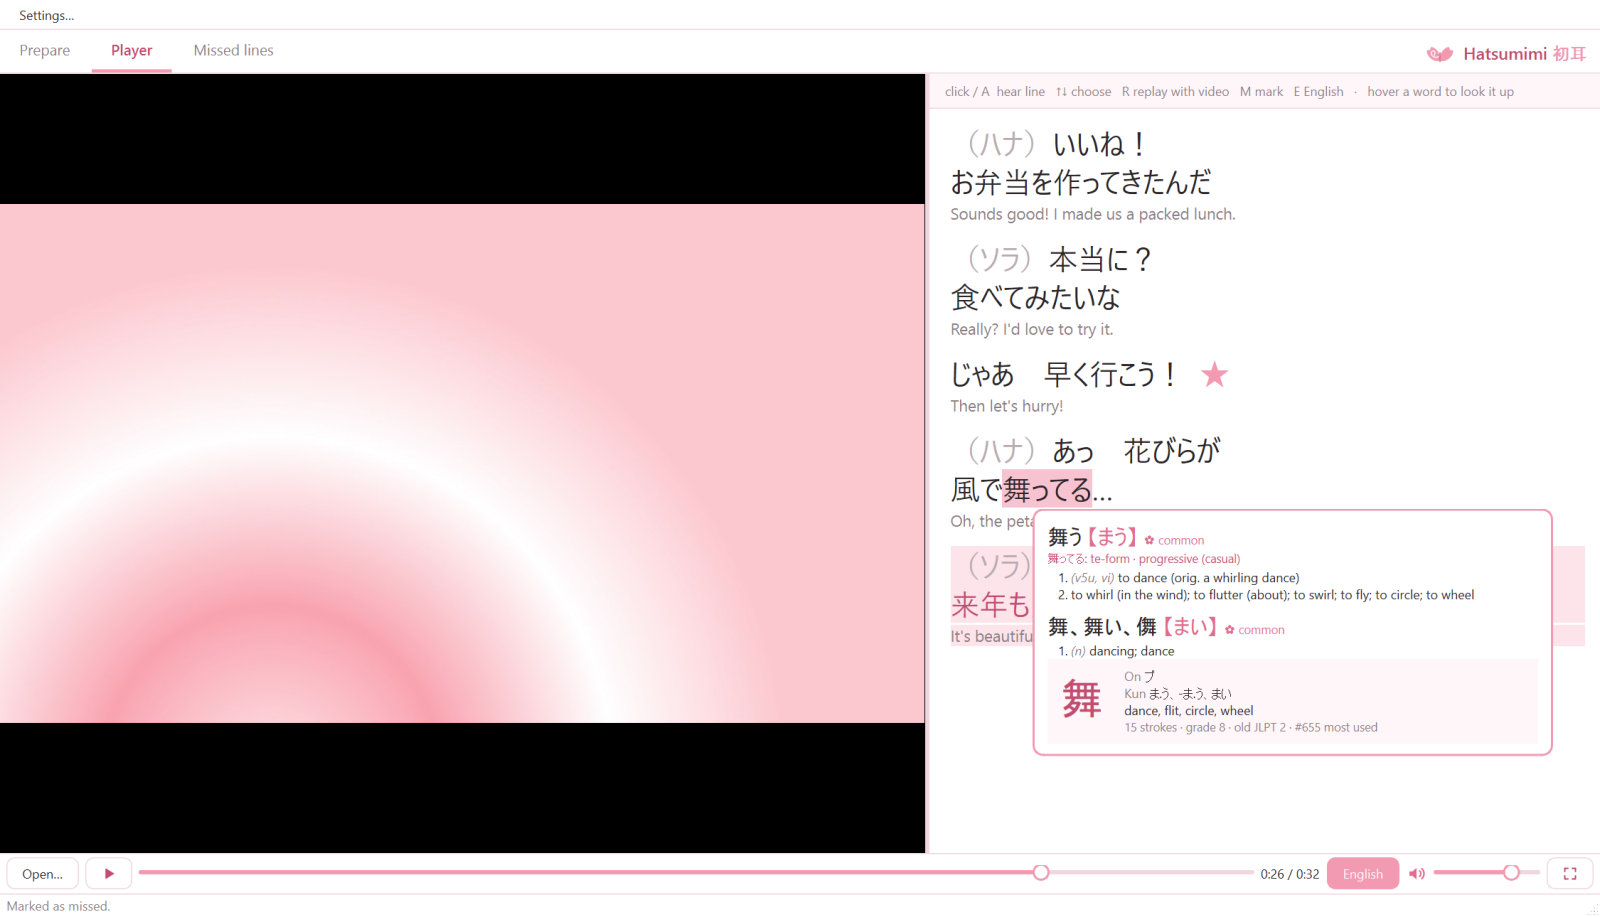 Settings...
Prepare
Player
Missed lines
Hatsumimi 初耳
click / A hear line ↑↓ choose R replay with video M mark E English · hover a word to look it up
（ハナ）いいね！
お弁当を作ってきたんだ
Sounds good! I made us a packed lunch.
（ソラ）本当に？
食べてみたいな
Really? I'd love to try it.
じゃあ　早く行こう！ ★
Then let's hurry!
（ハナ）あっ　花びらが
風で舞ってる…
Oh, the peta
舞う【まう】 ✿ common
舞ってる: te-form · progressive (casual)
1. (v5u, vi) to dance (orig. a whirling dance)
2. to whirl (in the wind); to flutter (about); to swirl; to fly; to circle; to wheel
舞、舞い、儛【まい】 ✿ common
1. (n) dancing; dance
舞
On ブ
Kun ま.う、-ま.う、まい
dance, flit, circle, wheel
15 strokes · grade 8 · old JLPT 2 · #655 most used
（ソラ）
来年も
It's beautifu
Open...
0:26 / 0:32
English
Marked as missed.